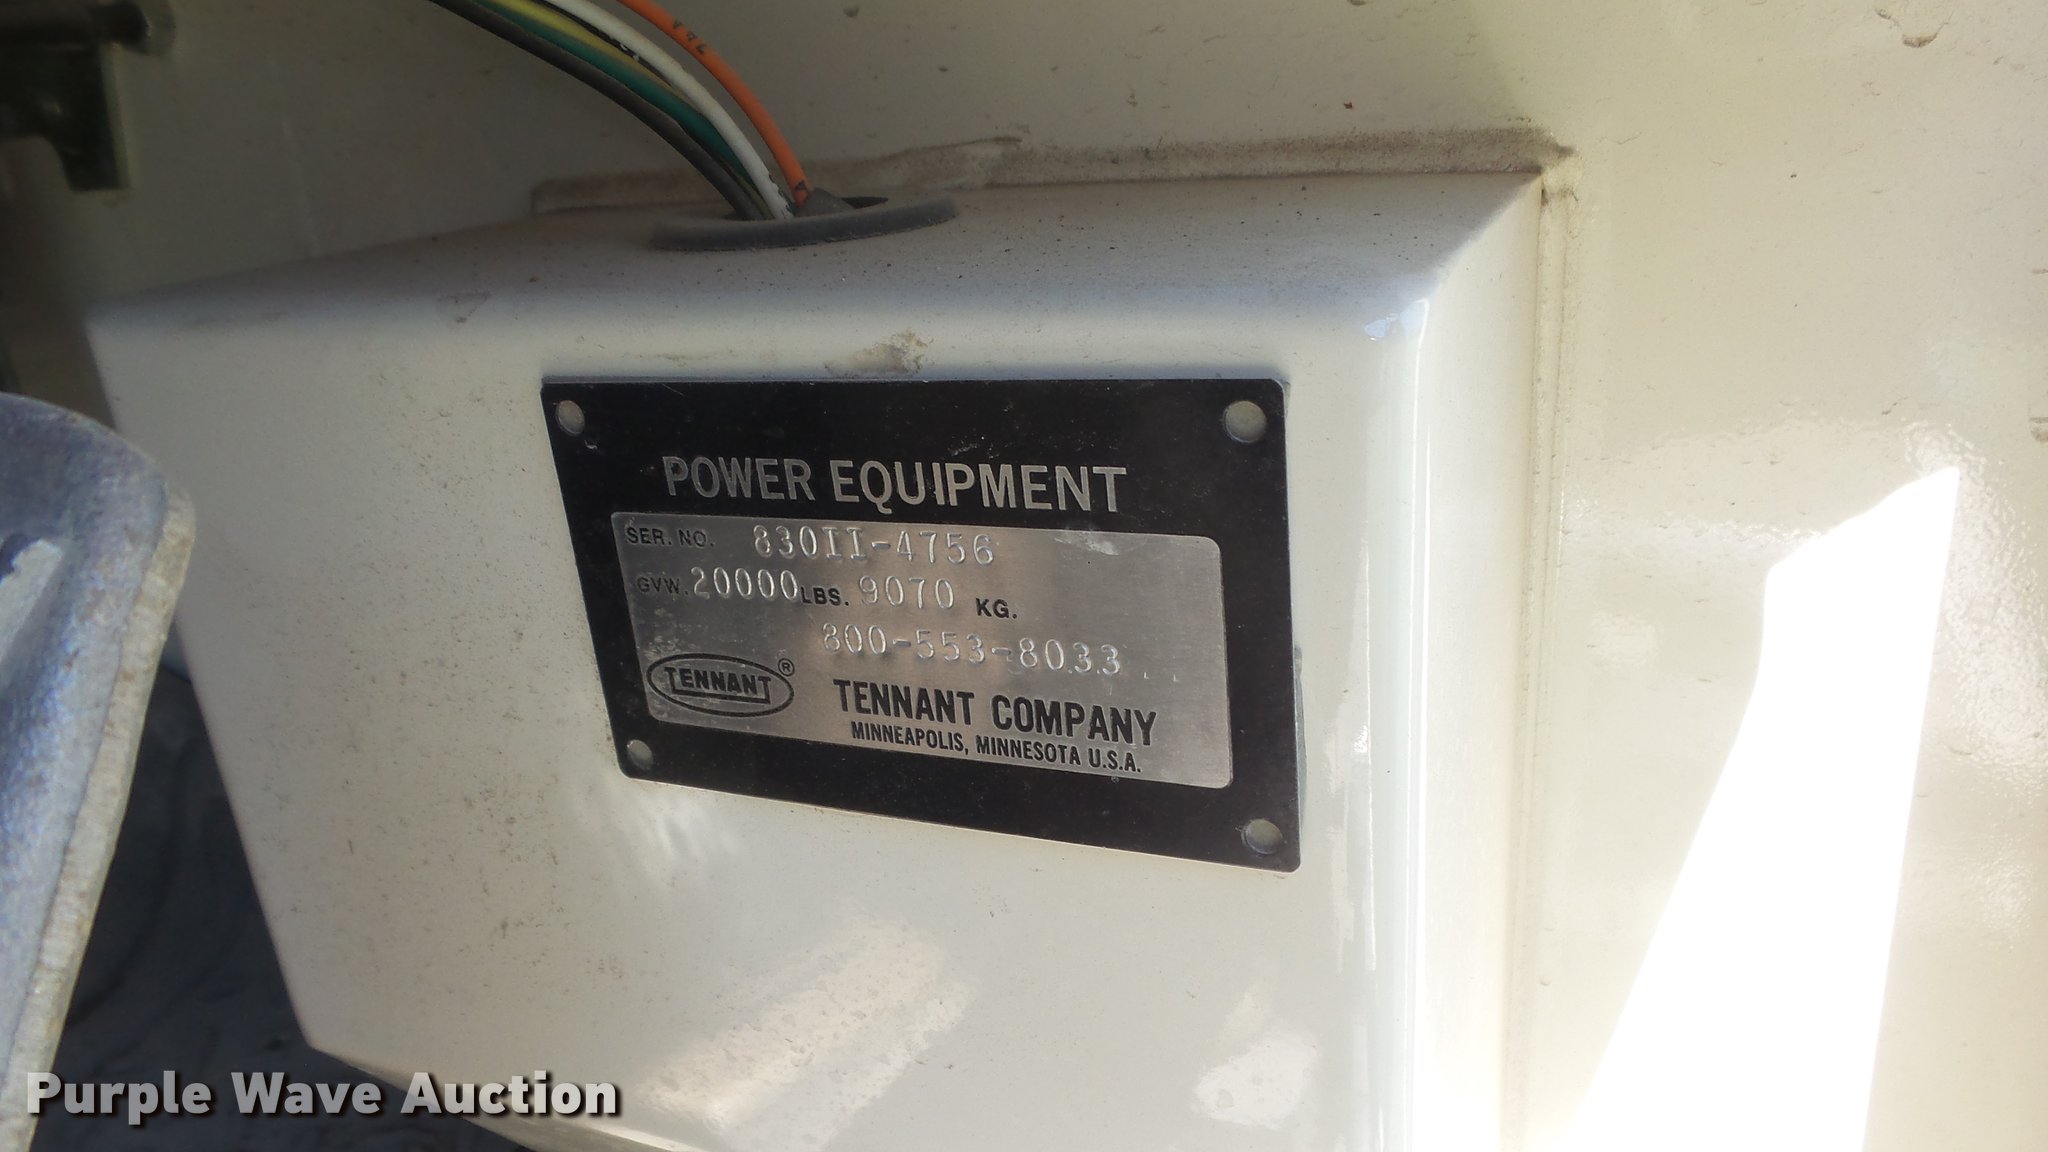 POWER EQUIPMENT
SER. NO. 830II-4756
GVW. 20000 LBS. 9070 KG.
800-553-8033
TENNANT ®
TENNANT COMPANY
MINNEAPOLIS, MINNESOTA U.S.A.
Purple Wave Auction